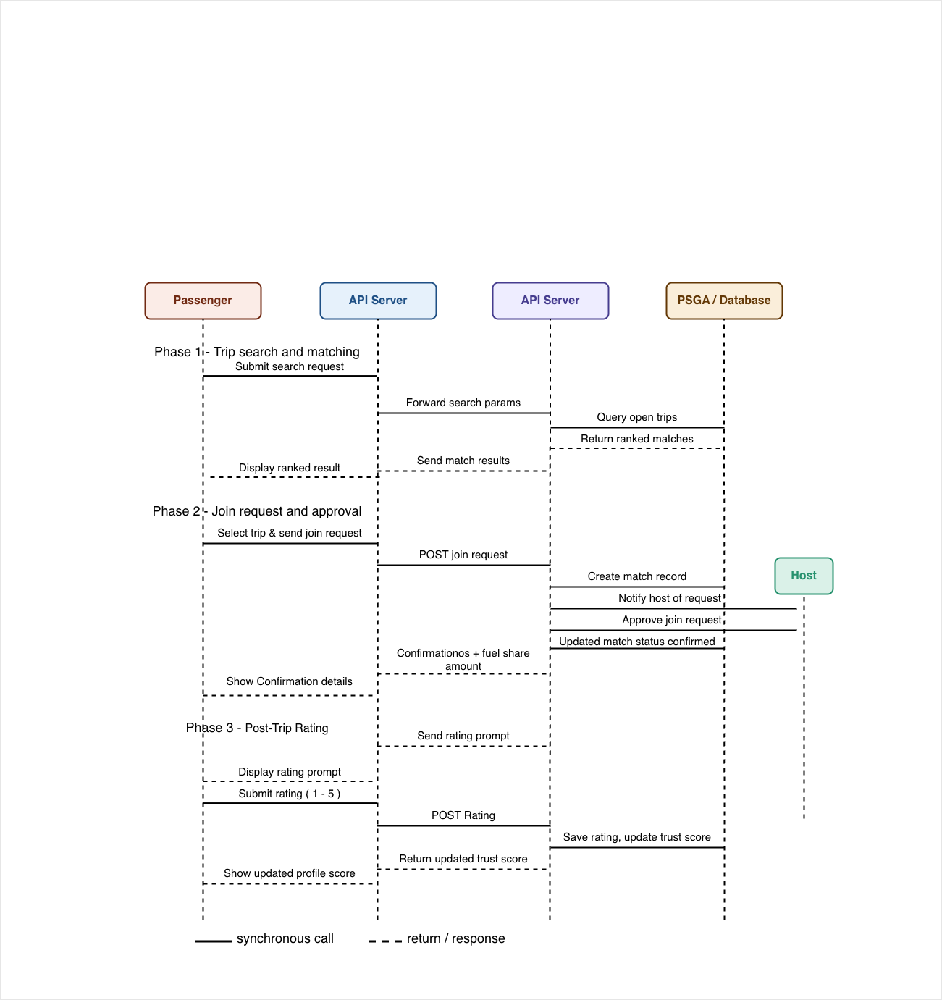 Passenger
API Server
API Server
PSGA / Database
Phase 1 - Trip search and matching
Submit search request
Forward search params
Query open trips
Return ranked matches
Send match results
Display ranked result
Phase 2 - Join request and approval
Select trip & send join request
POST join request
Host
Create match record
Notify host of request
Approve join request
Updated match status confirmed
Confirmationos + fuel share
amount
Show Confirmation details
Phase 3 - Post-Trip Rating
Send rating prompt
Display rating prompt
Submit rating ( 1 - 5 )
POST Rating
Save rating, update trust score
Return updated trust score
Show updated profile score
synchronous call
return / response